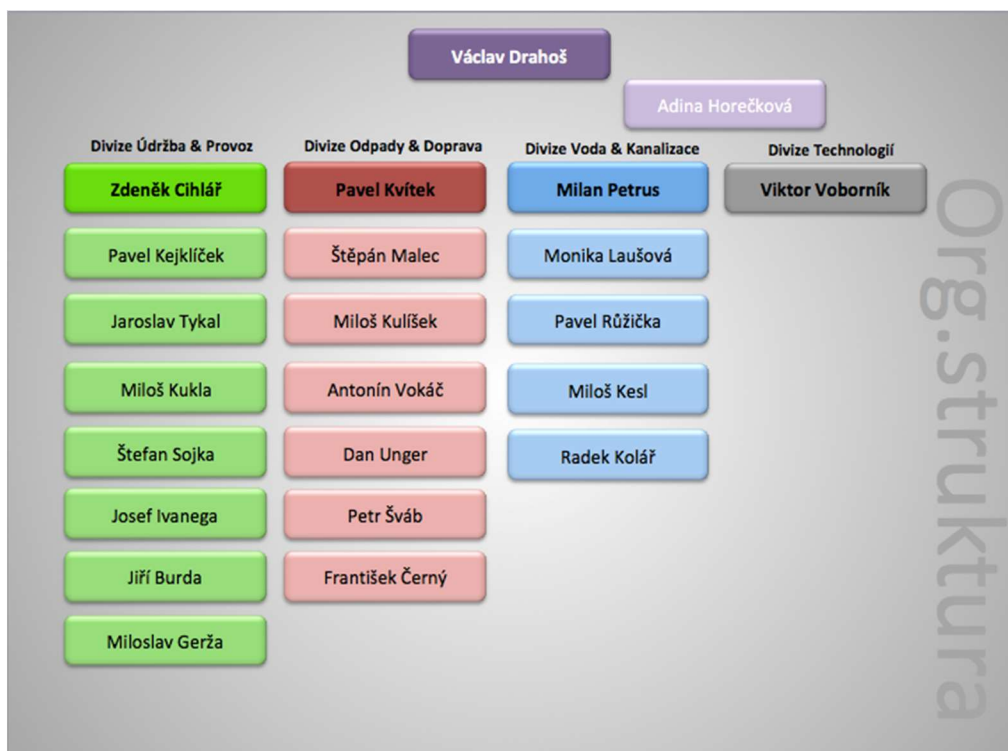 Václav Drahoš
Adina Horečková
Divize Údržba & Provoz
Zdeněk Cihlář
Pavel Kejklíček
Jaroslav Tykal
Miloš Kukla
Štefan Sojka
Josef Ivanega
Jiří Burda
Miloslav Gerža
Divize Odpady & Doprava
Pavel Kvítek
Štěpán Malec
Miloš Kulíšek
Antonín Vokáč
Dan Unger
Petr Šváb
František Černý
Divize Voda & Kanalizace
Milan Petrus
Monika Laušová
Pavel Růžička
Miloš Kesl
Radek Kolář
Divize Technologií
Viktor Voborník
Org.struktura